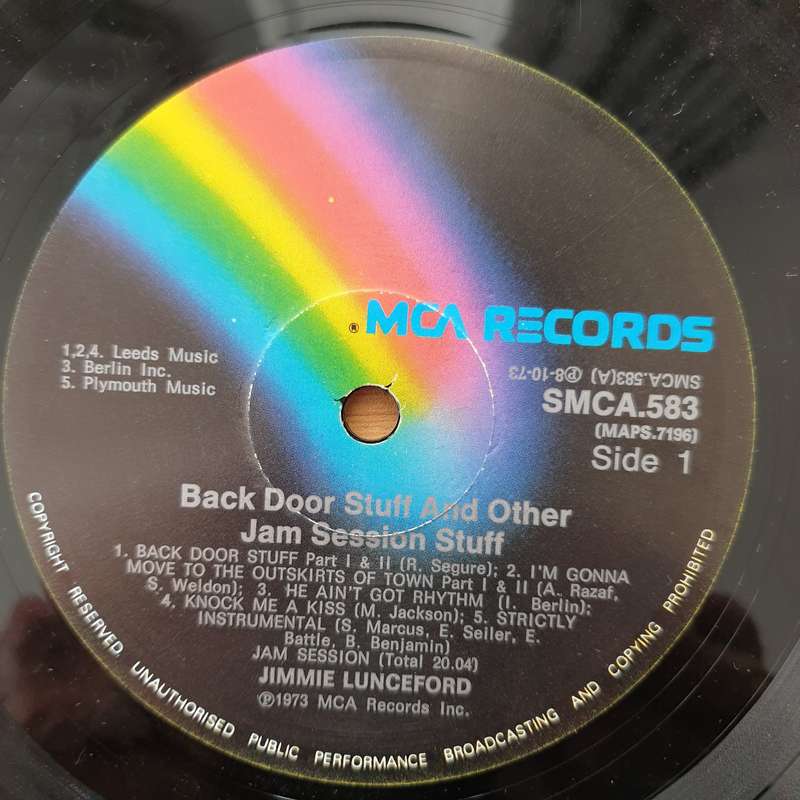 ® MCA RECORDS
SMCA.583(A) ℗8-10-73
SMCA.583
(MAPS.7196)
Side 1
1,2,4. Leeds Music
3. Berlin Inc.
5. Plymouth Music
Back Door Stuff And Other
Jam Session Stuff
1. BACK DOOR STUFF Part I & II (R. Segure); 2. I'M GONNA
MOVE TO THE OUTSKIRTS OF TOWN Part I & II (A. Razaf,
S. Weldon); 3. HE AIN'T GOT RHYTHM (I. Berlin);
4. KNOCK ME A KISS (M. Jackson); 5. STRICTLY
INSTRUMENTAL (S. Marcus, E. Seiler, E.
Battle, B. Benjamin)
JAM SESSION (Total 20.04')
JIMMIE LUNCEFORD
℗1973 MCA Records Inc.
COPYRIGHT RESERVED UNAUTHORISED PUBLIC PERFORMANCE BROADCASTING AND COPYING PROHIBITED